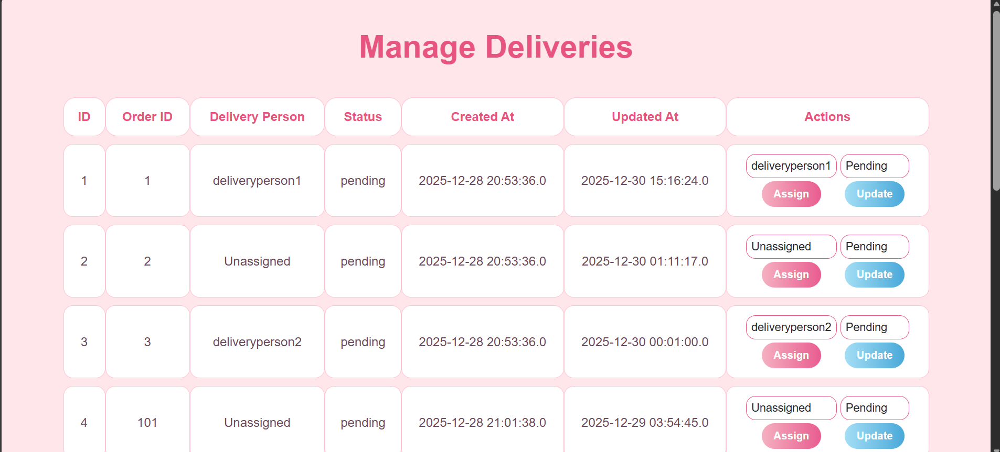 Manage Deliveries
ID Order ID Delivery Person Status Created At Updated At Actions
1 1 deliveryperson1 pending 2025-12-28 20:53:36.0 2025-12-30 15:16:24.0 deliveryperson1 Pending
Assign Update
2 2 Unassigned pending 2025-12-28 20:53:36.0 2025-12-30 01:11:17.0 Unassigned Pending
Assign Update
3 3 deliveryperson2 pending 2025-12-28 20:53:36.0 2025-12-30 00:01:00.0 deliveryperson2 Pending
Assign Update
4 101 Unassigned pending 2025-12-28 21:01:38.0 2025-12-29 03:54:45.0 Unassigned Pending
Assign Update